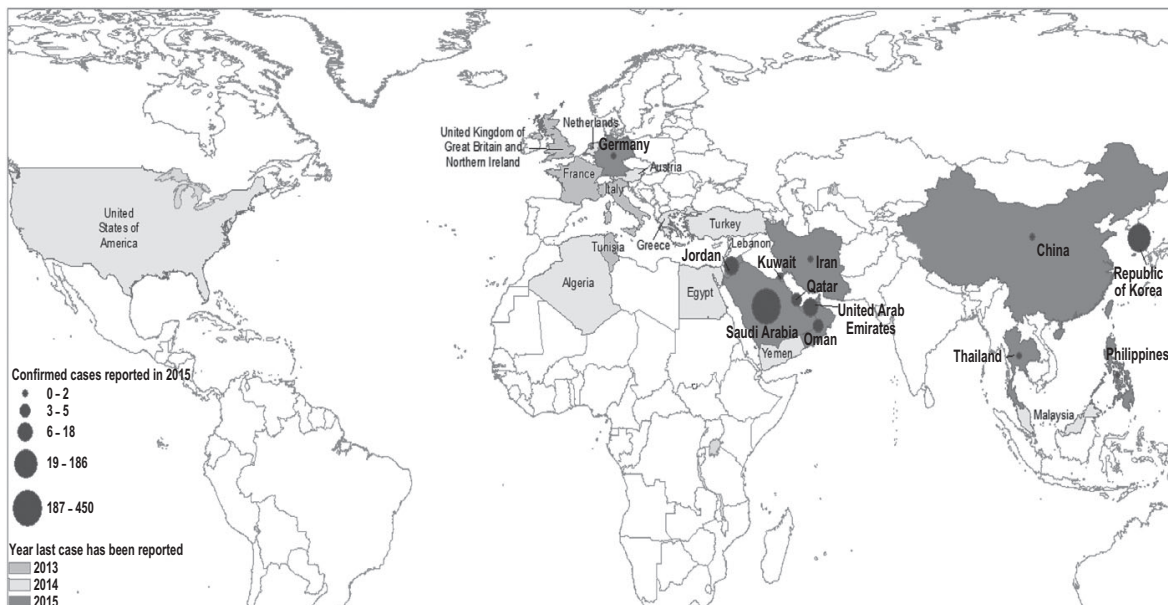 Netherlands
United Kingdom of
Great Britain and
Northern Ireland
Germany
France
Austria
Italy
United
States of
America
Turkey
Greece
Lebanon
Tunisia
Jordan
Kuwait
Iran
China
Algeria
Egypt
Qatar
Republic
of Korea
United Arab
Emirates
Saudi Arabia
Oman
Yemen
Thailand
Philippines
Malaysia
Confirmed cases reported in 2015
0 – 2
3 – 5
6 – 18
19 – 186
187 – 450
Year last case has been reported
2013
2014
2015